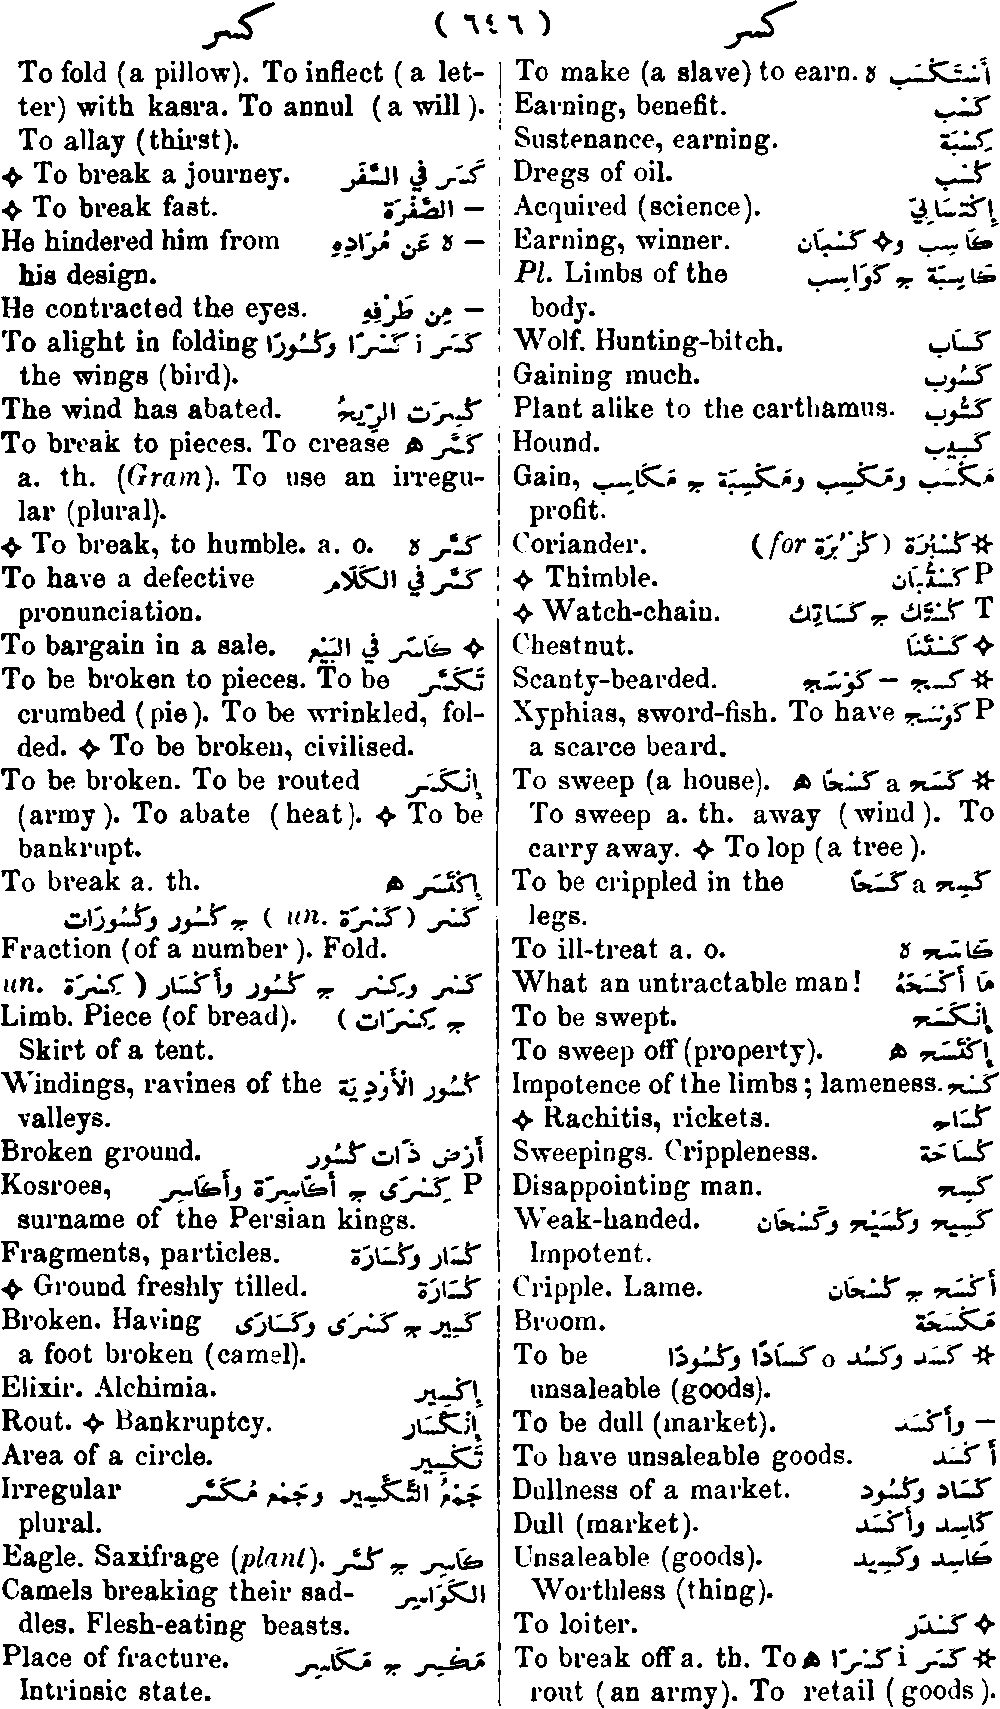 كسر ( ٦٤٦ ) كسر
To make (a slave) to earn. ه أَسْتَكْسَب
Earning, benefit. كَسْب
Sustenance, earning. كِسْبَة
Dregs of oil. كُسْب
Acquired (science). إِكْتِسَابِيّ
Earning, winner. كَاسِب و✧ كَسْبَان
Pl. Limbs of the كَاسِبَة ج كَوَاسِب
body.
Wolf. Hunting-bitch. كَسَاب
Gaining much. كَسُوب
Plant alike to the carthamus. كَسُّوب
Hound. كَسِيب
Gain, مَكْسَب ومَكْسِب ومَكْسِبَة ج مَكَاسِب
profit.
Coriander. (for كُزْبَرَة) كُسْبُرَة ☆
✧ Thimble. كُسْتُبَان P
✧ Watch-chain. كُسْتَك ج كَسَاتِك T
Chestnut. كَسْتَنَا ✧
Scanty-bearded. كَوْسَج – كسج ☆
Xyphias, sword-fish. To have كَوْسَج P
a scarce beard.
To sweep (a house). ه كَسَح a كَسْحًا ☆
To sweep a. th. away (wind). To
carry away. ✧ To lop (a tree).
To be crippled in the كَسِح a كَسَحًا
legs.
To ill-treat a. o. كَاسَح ه
What an untractable man! مَا أَكْسَحَهُ
To be swept. إِنْكَسَح
To sweep off (property). إِكْتَسَح ه
Impotence of the limbs; lameness. كَسَح
✧ Rachitis, rickets. كُسَاح
Sweepings. Crippleness. كُسَاحَة
Disappointing man. كَسِح
Weak-handed. كَسِيح وكُسَيْح وكَسْحَان
Impotent.
Cripple. Lame. أَكْسَح ج كُسْحَان
Broom. مِكْسَحَة
To be كَسَد وكَسُد o كَسَادًا وكُسُودًا ☆
unsaleable (goods).
To be dull (market). – وأَكْسَد
To have unsaleable goods. أَكْسَد
Dullness of a market. كَسَاد وكُسُود
Dull (market). كَاسِد وأَكْسَد
Unsaleable (goods). كَاسِد وكَسِيد
Worthless (thing).
To loiter. كَسْدَر ✧
To break off a. th. To ه كَسَر i كَسْرًا ☆
rout (an army). To retail (goods).
To fold (a pillow). To inflect (a let-
ter) with kasra. To annul (a will).
To allay (thirst).
✧ To break a journey. كَسَر في السَّفَر
✧ To break fast. – الصَّفْرَة
He hindered him from – ه عَن مُرَادِهِ
his design.
He contracted the eyes. – مِن طَرْفِهِ
To alight in folding كَسَر i كَسْرًا وكُسُورًا
the wings (bird).
The wind has abated. كُسِرَت الرِّيحُ
To break to pieces. To crease كَسَّر ه
a. th. (Gram). To use an irregu-
lar (plural).
✧ To break, to humble. a. o. كَسَّر ه
To have a defective كَسَّر في الكَلَام
pronunciation.
To bargain in a sale. كَاسَر في البَيْع ✧
To be broken to pieces. To be تَكَسَّر
crumbed (pie). To be wrinkled, fol-
ded. ✧ To be broken, civilised.
To be broken. To be routed إِنْكَسَر
(army). To abate (heat). ✧ To be
bankrupt.
To break a. th. إِكْتَسَر ه
كَسْر (un. كَسْرَة) ج كُسُور وكُسُورَات
Fraction (of a number). Fold.
كَسْر وكِسْر ج كُسُور وأَكْسَار (un. كِسْرَة
Limb. Piece (of bread). ج كِسْرَات)
Skirt of a tent.
Windings, ravines of the كُسُور الأَوْدِيَة
valleys.
Broken ground. أَرْض ذَات كُسُور
Kosroes, كِسْرَى ج أَكَاسِرَة وأَكَاسِر P
surname of the Persian kings.
Fragments, particles. كُسَار وكُسَارَة
✧ Ground freshly tilled. كُسَارَة
Broken. Having كَسِير ج كَسْرَى وكَسَارَى
a foot broken (camel).
Elixir. Alchimia. إِكْسِير
Rout. ✧ Bankruptcy. إِنْكِسَار
Area of a circle. تَكْسِير
Irregular جَمْعُ التَّكْسِير وجَمْع مُكَسَّر
plural.
Eagle. Saxifrage (plant). كَاسِر ج كُسَّر
Camels breaking their sad- الكَوَاسِر
dles. Flesh-eating beasts.
Place of fracture. مَكْسِر ج مَكَاسِر
Intrinsic state.